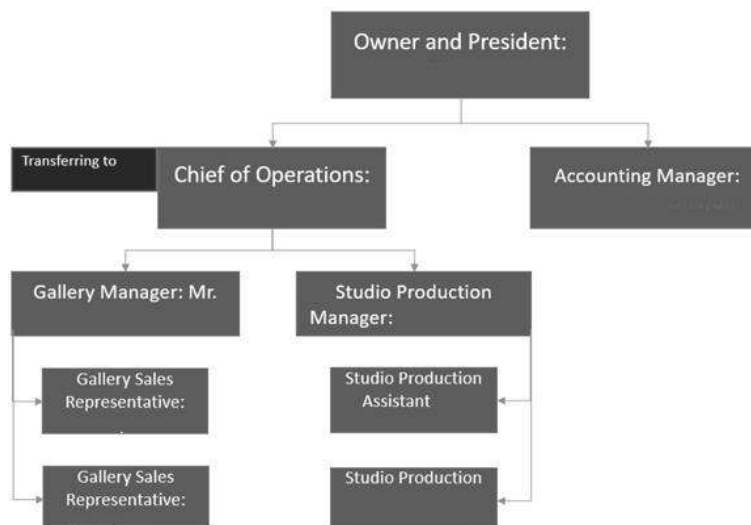 Owner and President:
Transferring to
Chief of Operations:
Accounting Manager:
Gallery Manager: Mr.
Studio Production
Manager:
Gallery Sales
Representative:
Studio Production
Assistant
Gallery Sales
Representative:
Studio Production